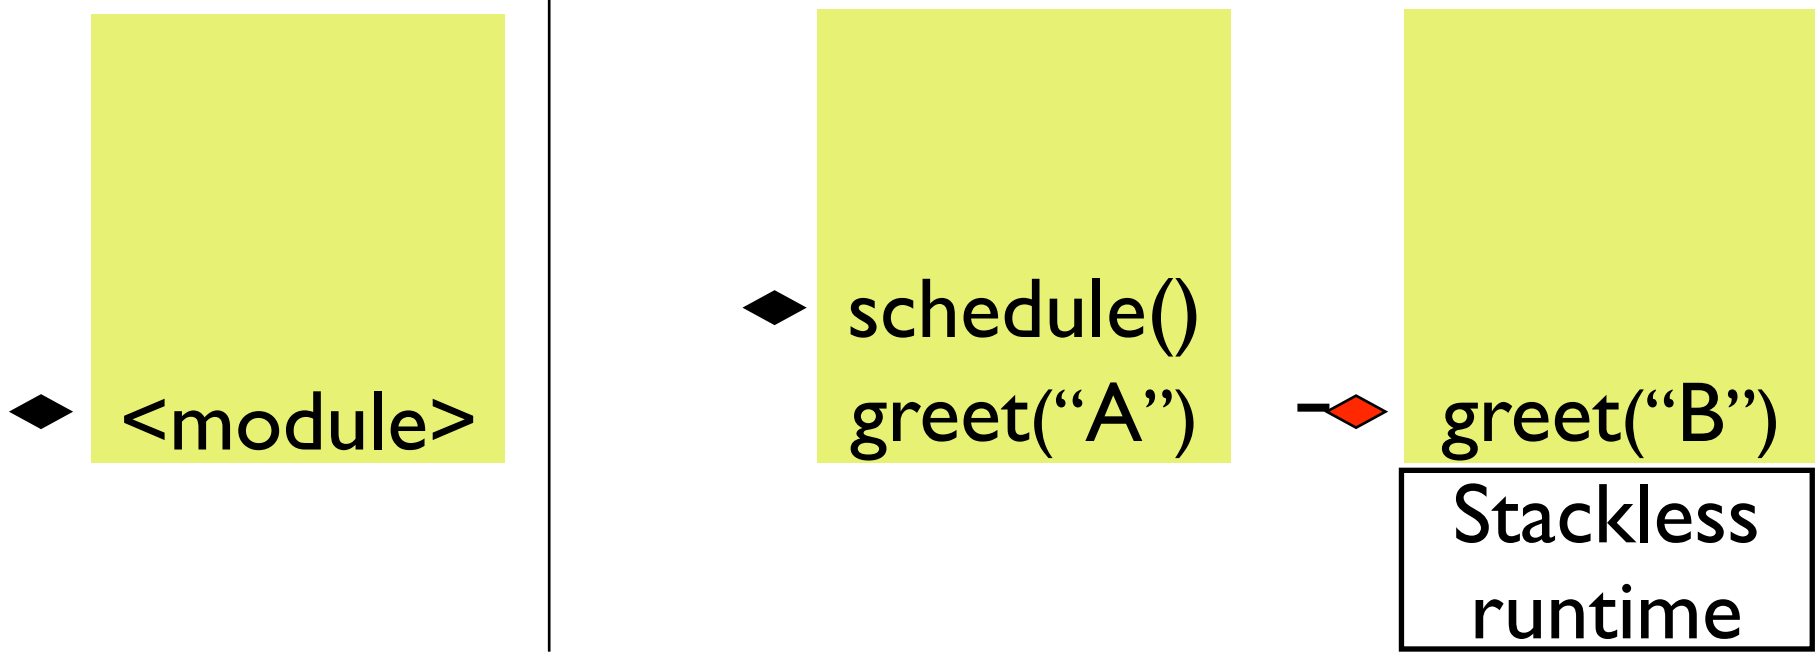 <module>
schedule()
greet(“A”)
greet(“B”)
Stackless
runtime